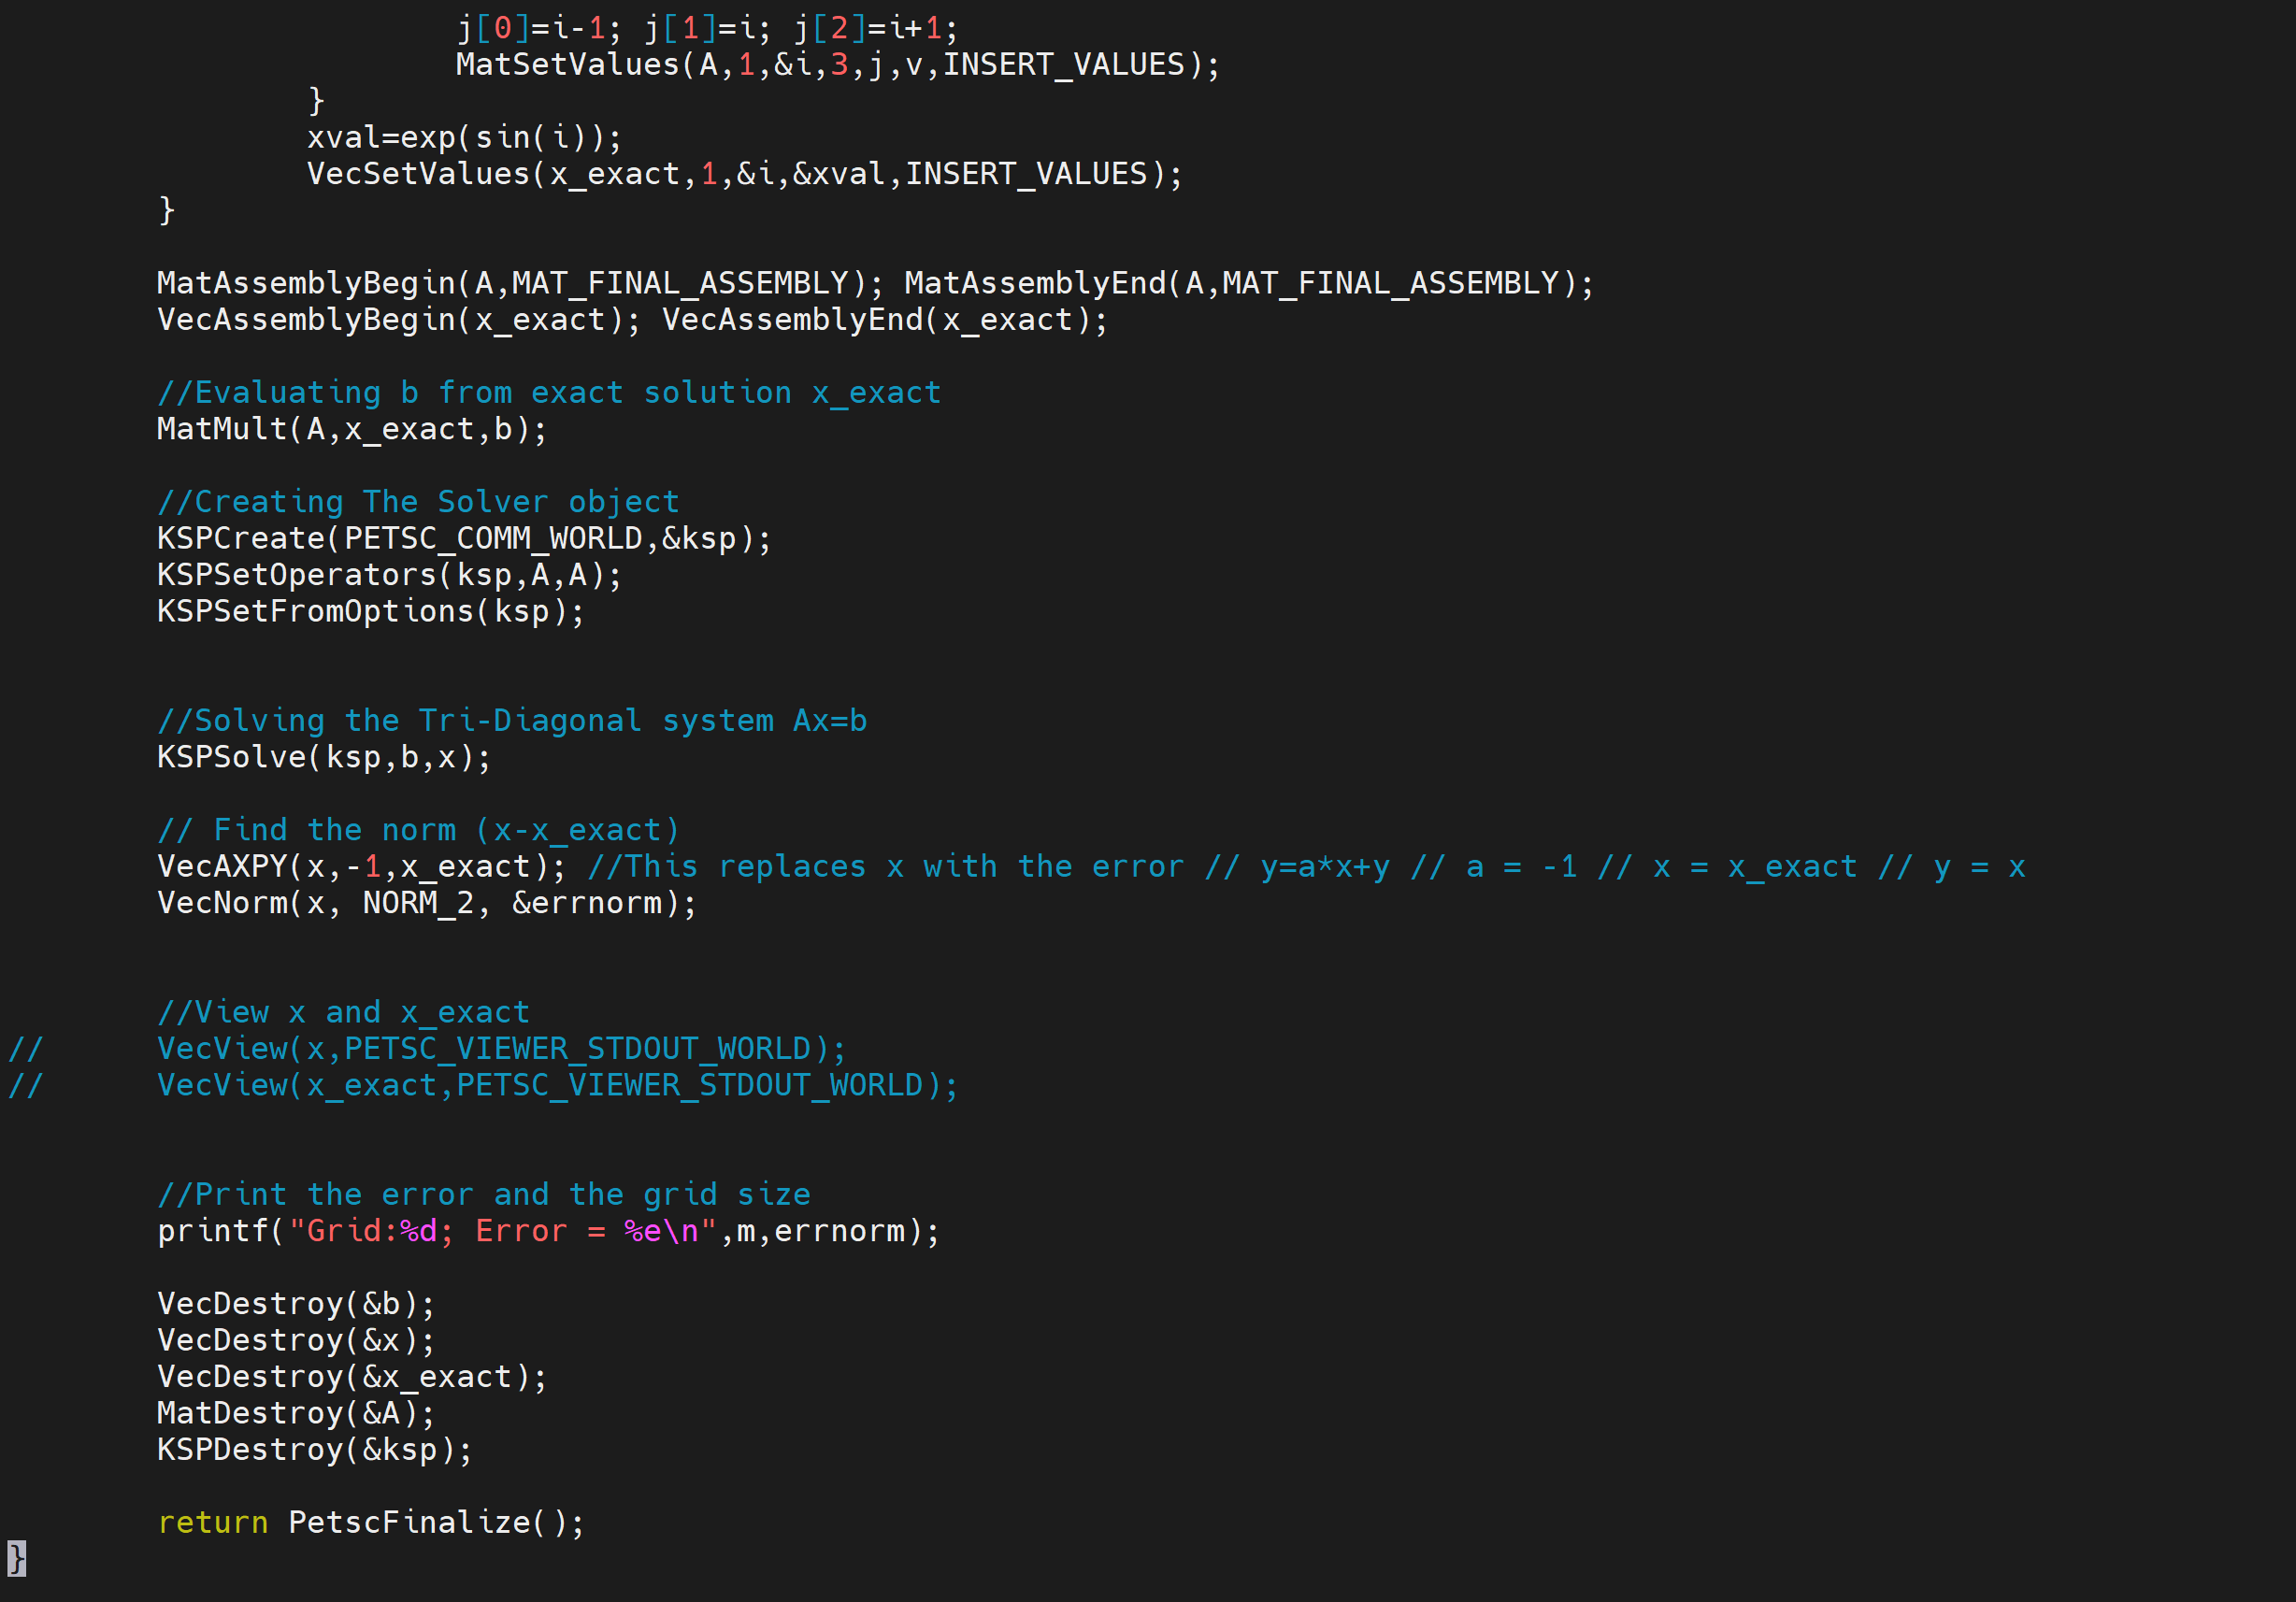 j[0]=i-1; j[1]=i; j[2]=i+1;
MatSetValues(A,1,&i,3,j,v,INSERT_VALUES);
}
xval=exp(sin(i));
VecSetValues(x_exact,1,&i,&xval,INSERT_VALUES);
}
MatAssemblyBegin(A,MAT_FINAL_ASSEMBLY); MatAssemblyEnd(A,MAT_FINAL_ASSEMBLY);
VecAssemblyBegin(x_exact); VecAssemblyEnd(x_exact);
//Evaluating b from exact solution x_exact
MatMult(A,x_exact,b);
//Creating The Solver object
KSPCreate(PETSC_COMM_WORLD,&ksp);
KSPSetOperators(ksp,A,A);
KSPSetFromOptions(ksp);
//Solving the Tri-Diagonal system Ax=b
KSPSolve(ksp,b,x);
// Find the norm (x-x_exact)
VecAXPY(x,-1,x_exact); //This replaces x with the error // y=a*x+y // a = -1 // x = x_exact // y = x
VecNorm(x, NORM_2, &errnorm);
//View x and x_exact
// VecView(x,PETSC_VIEWER_STDOUT_WORLD);
// VecView(x_exact,PETSC_VIEWER_STDOUT_WORLD);
//Print the error and the grid size
printf("Grid:%d; Error = %e\n",m,errnorm);
VecDestroy(&b);
VecDestroy(&x);
VecDestroy(&x_exact);
MatDestroy(&A);
KSPDestroy(&ksp);
return PetscFinalize();
}